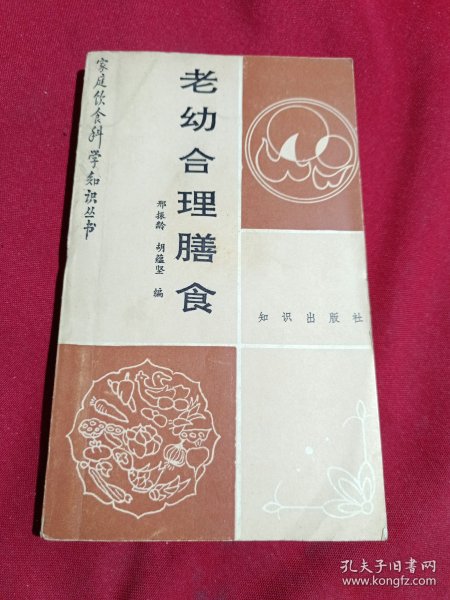 家庭饮食科学知识丛书
老幼合理膳食
邢振龄 胡蕴坚 编
知识出版社
孔夫子旧书网
www.kongfz.com